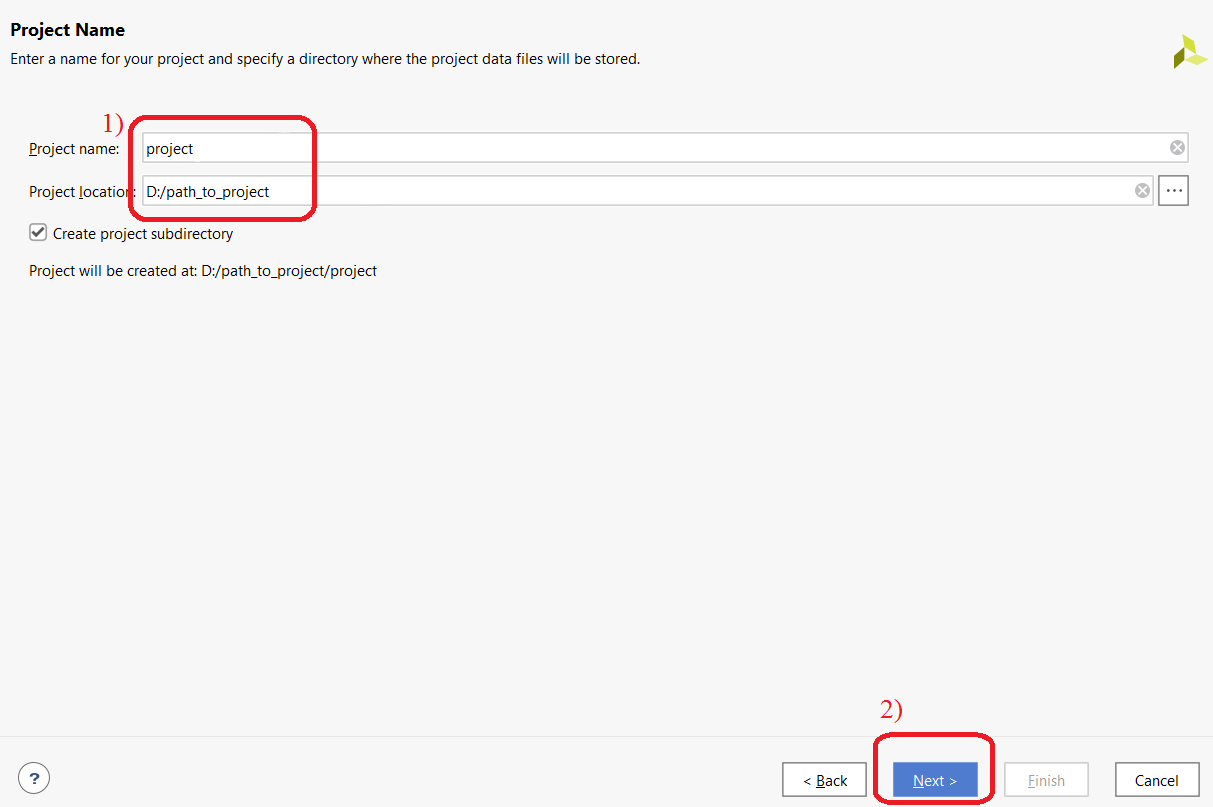 Project Name
Enter a name for your project and specify a directory where the project data files will be stored.
1)
Project name: project
Project location: D:/path_to_project
...
Create project subdirectory
Project will be created at: D:/path_to_project/project
2)
? < Back Next > Finish Cancel